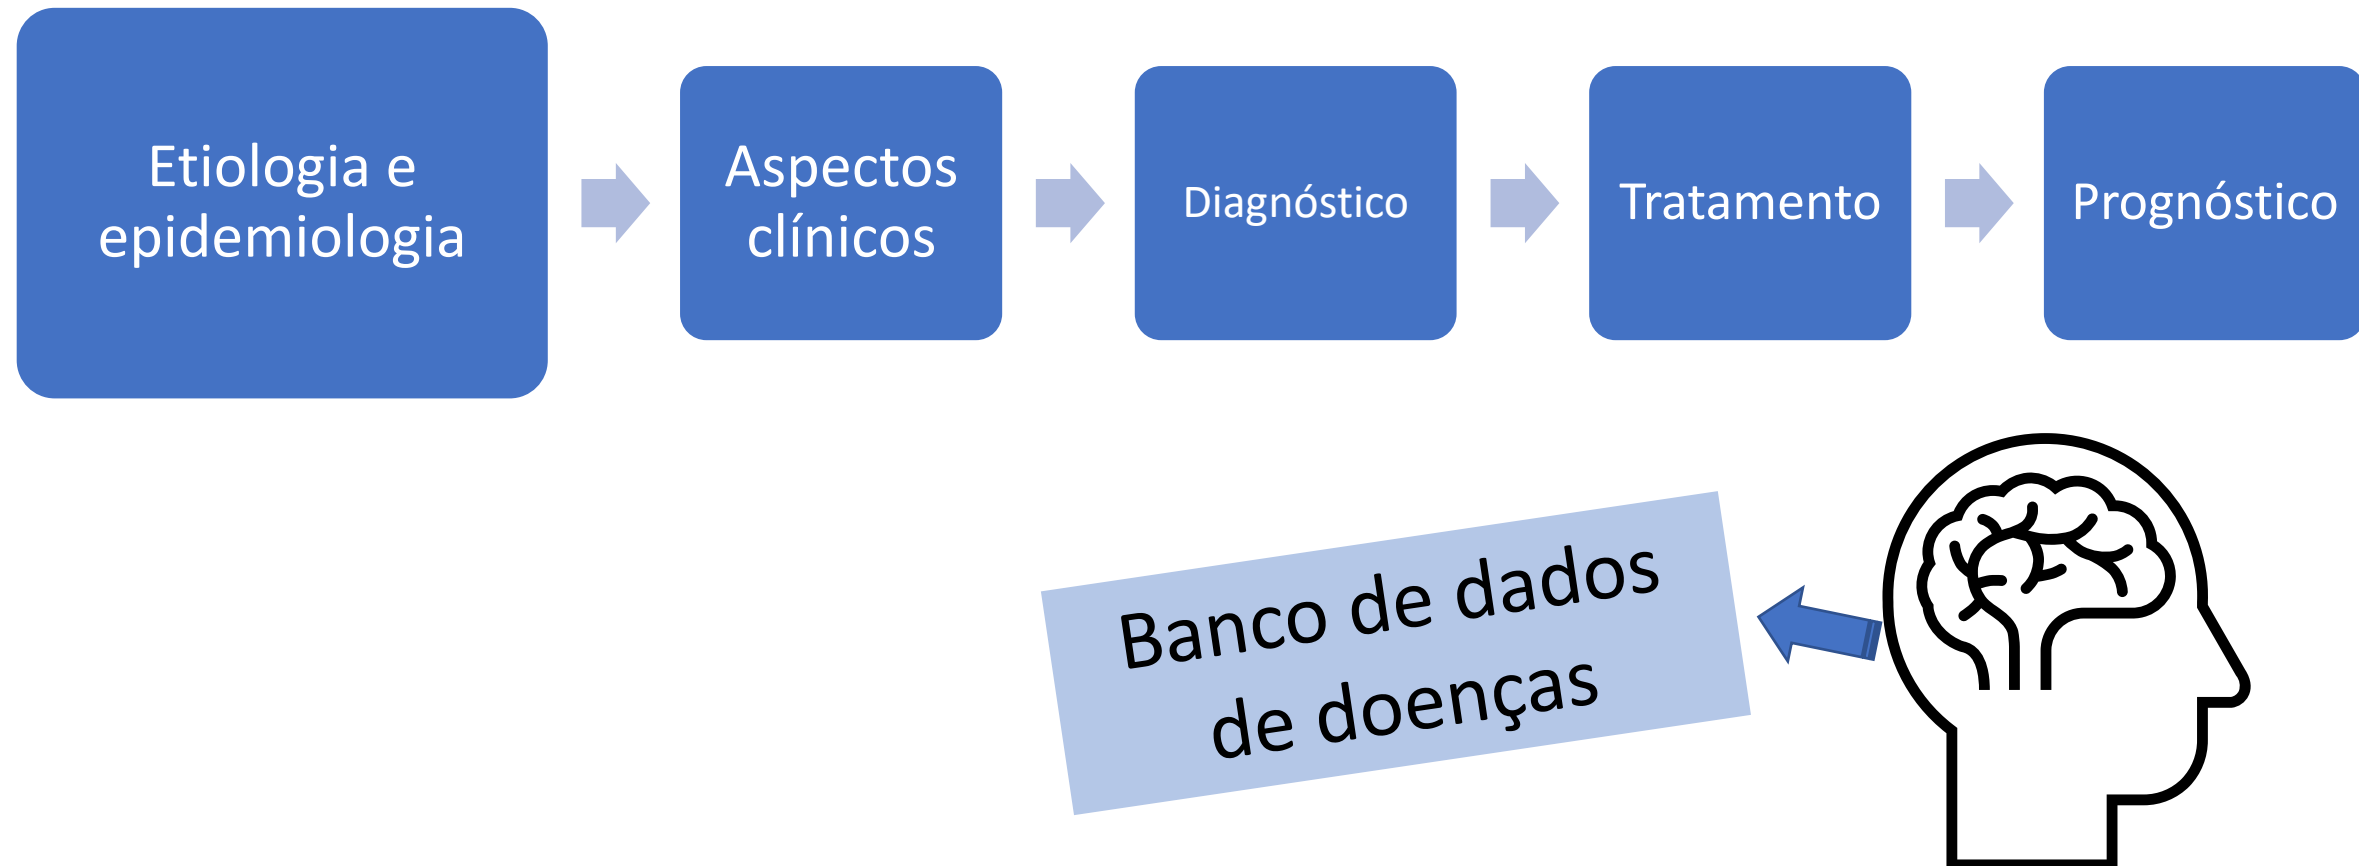 Etiologia e
epidemiologia
Aspectos
clínicos
Diagnóstico
Tratamento
Prognóstico
Banco de dados
de doenças